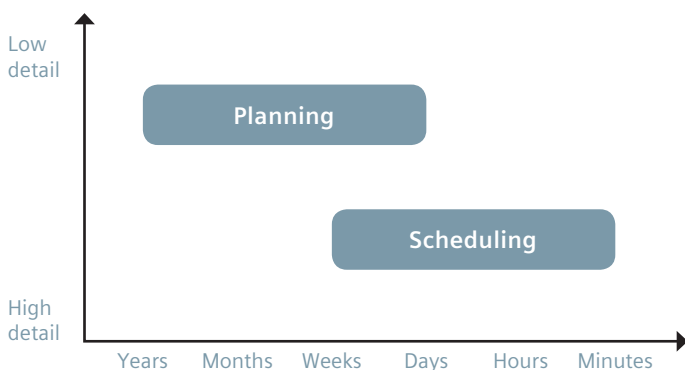 Low
detail
Planning
Scheduling
High
detail
Years Months Weeks Days Hours Minutes